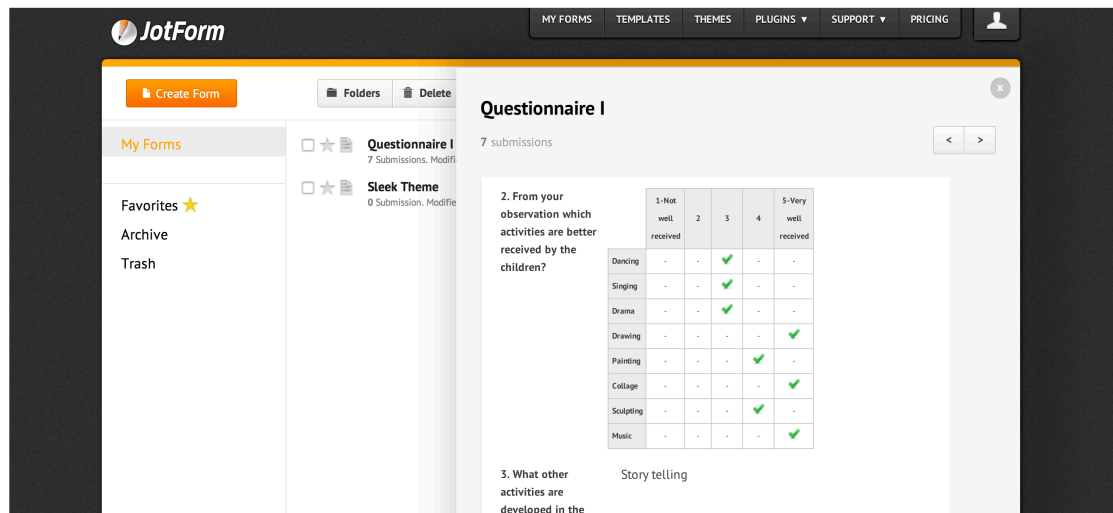 JotForm
MY FORMS TEMPLATES THEMES PLUGINS ▼ SUPPORT ▼ PRICING
Create Form
Folders Delete
My Forms
Favorites
Archive
Trash
Questionnaire I
7 Submissions. Modifi
Sleek Theme
0 Submission. Modifie
x
Questionnaire I
7 submissions
< >
2. From your
observation which
activities are better
received by the
children?
1-Not
well
received
2
3
4
5-Very
well
received
Dancing - - ✔ - -
Singing - - ✔ - -
Drama - - ✔ - -
Drawing - - - - ✔
Painting - - - ✔ -
Collage - - - - ✔
Sculpting - - - ✔ -
Music - - - - ✔
3. What other
activities are
developed in the
Story telling